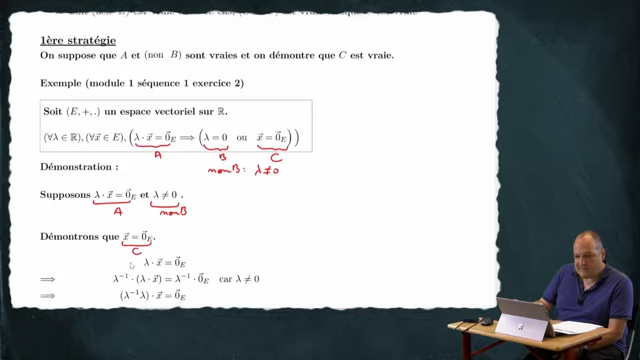 1ère stratégie
On suppose que A et (non B) sont vraies et on démontre que C est vraie.
Exemple (module 1 séquence 1 exercice 2)
Soit (E, +, .) un espace vectoriel sur ℝ.
(∀λ ∈ ℝ), (∀x⃗ ∈ E), (λ · x⃗ = 0⃗_E ⟹ (λ = 0 ou x⃗ = 0⃗_E))
A B C
non B : λ ≠ 0
Démonstration :
Supposons λ · x⃗ = 0⃗_E et λ ≠ 0 .
A non B
Démontrons que x⃗ = 0⃗_E.
C
λ · x⃗ = 0⃗_E
⟹ λ⁻¹ · (λ · x⃗) = λ⁻¹ · 0⃗_E car λ ≠ 0
⟹ (λ⁻¹λ) · x⃗ = 0⃗_E